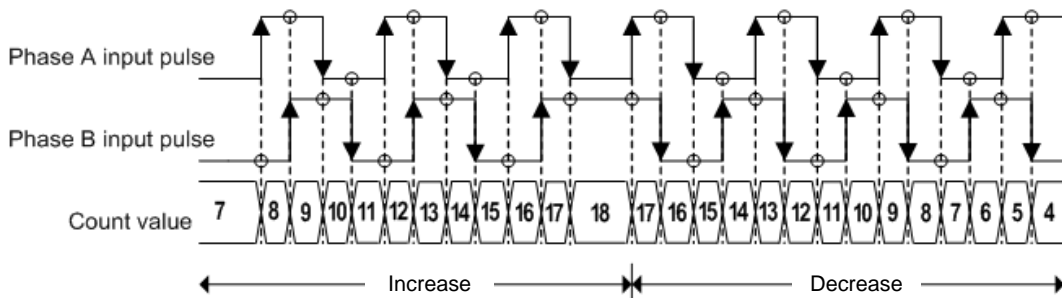 Phase A input pulse
Phase B input pulse
Count value 7 8 9 10 11 12 13 14 15 16 17 18 17 16 15 14 13 12 11 10 9 8 7 6 5 4
Increase Decrease